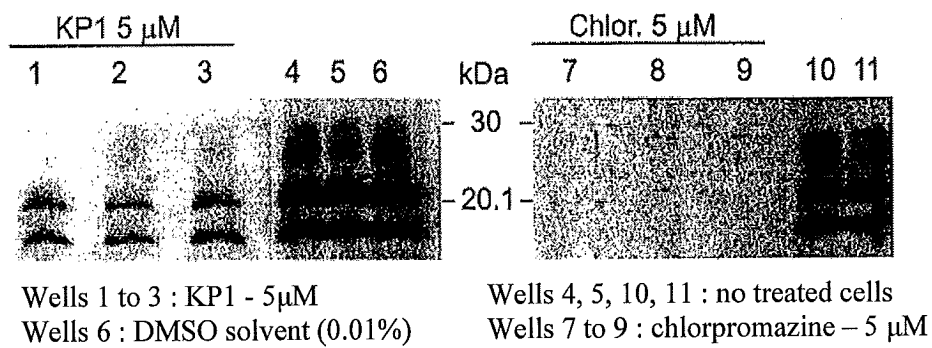 KP1 5 μM
Chlor. 5 μM
1 2 3 4 5 6 kDa 7 8 9 10 11
- 30 -
-20.1-
Wells 1 to 3 : KP1 - 5μM
Wells 6 : DMSO solvent (0.01%)
Wells 4, 5, 10, 11 : no treated cells
Wells 7 to 9 : chlorpromazine – 5 μM